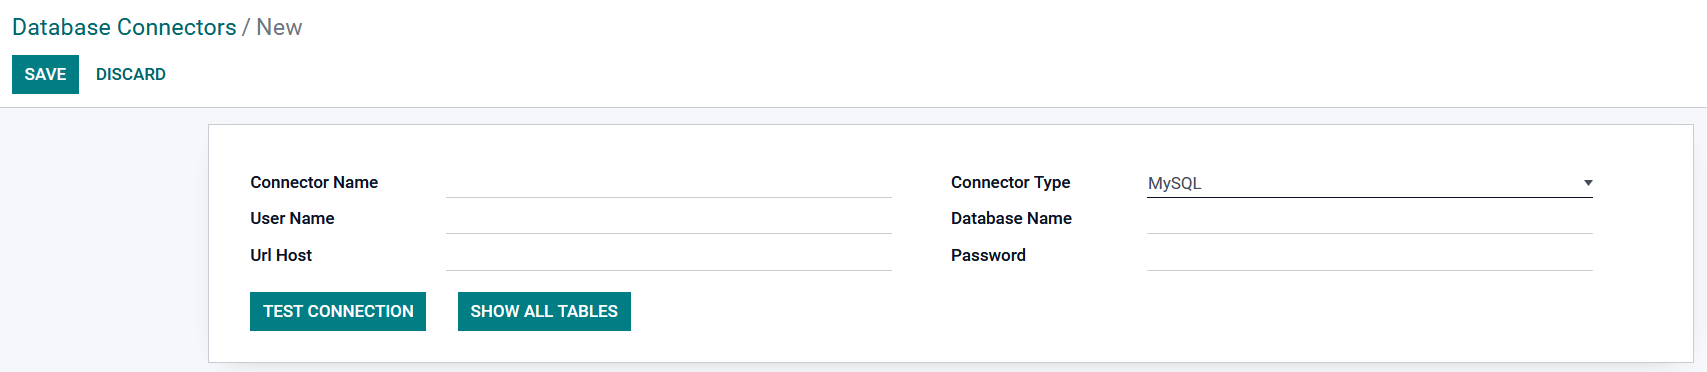 Database Connectors / New
SAVE DISCARD
Connector Name
Connector Type MySQL
User Name
Database Name
Url Host
Password
TEST CONNECTION SHOW ALL TABLES